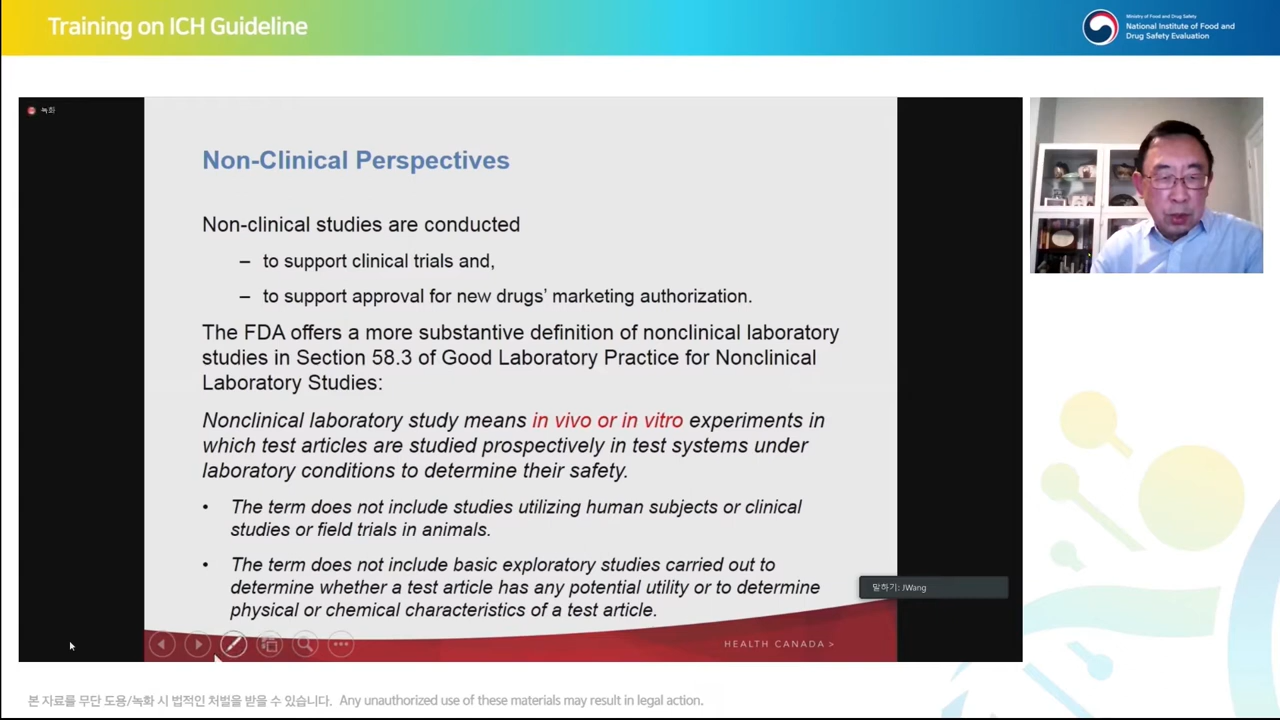 Training on ICH Guideline
Ministry of Food and Drug Safety
National Institute of Food and
Drug Safety Evaluation
녹화
Non-Clinical Perspectives
Non-clinical studies are conducted
– to support clinical trials and,
– to support approval for new drugs’ marketing authorization.
The FDA offers a more substantive definition of nonclinical laboratory
studies in Section 58.3 of Good Laboratory Practice for Nonclinical
Laboratory Studies:
Nonclinical laboratory study means in vivo or in vitro experiments in
which test articles are studied prospectively in test systems under
laboratory conditions to determine their safety.
• The term does not include studies utilizing human subjects or clinical
studies or field trials in animals.
• The term does not include basic exploratory studies carried out to
determine whether a test article has any potential utility or to determine
physical or chemical characteristics of a test article.
말하기: JWang
HEALTH CANADA >
본 자료를 무단 도용/녹화 시 법적인 처벌을 받을 수 있습니다. Any unauthorized use of these materials may result in legal action.